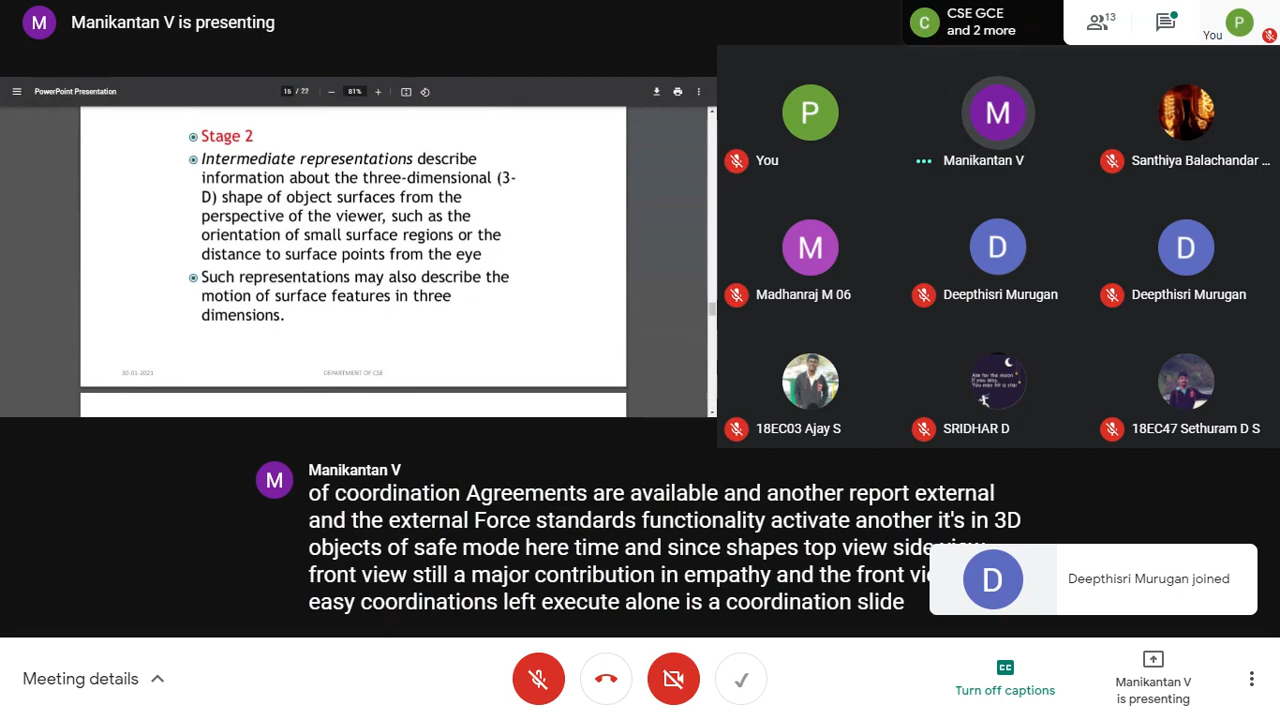 M Manikantan V is presenting
C CSE GCE
and 2 more
13
P
You
PowerPoint Presentation
16 / 22
81%
Stage 2
Intermediate representations describe
information about the three-dimensional (3-
D) shape of object surfaces from the
perspective of the viewer, such as the
orientation of small surface regions or the
distance to surface points from the eye
Such representations may also describe the
motion of surface features in three
dimensions.
30-01-2021
DEPARTMENT OF CSE
P
You
M
Manikantan V
Santhiya Balachandar ...
M
Madhanraj M 06
D
Deepthisri Murugan
D
Deepthisri Murugan
18EC03 Ajay S
SRIDHAR D
18EC47 Sethuram D S
M
Manikantan V
of coordination Agreements are available and another report external
and the external Force standards functionality activate another it's in 3D
objects of safe mode here time and since shapes top view side view
front view still a major contribution in empathy and the front
easy coordinations left execute alone is a coordination slide
D
Deepthisri Murugan joined
Meeting details
CC
Turn off captions
Manikantan V
is presenting